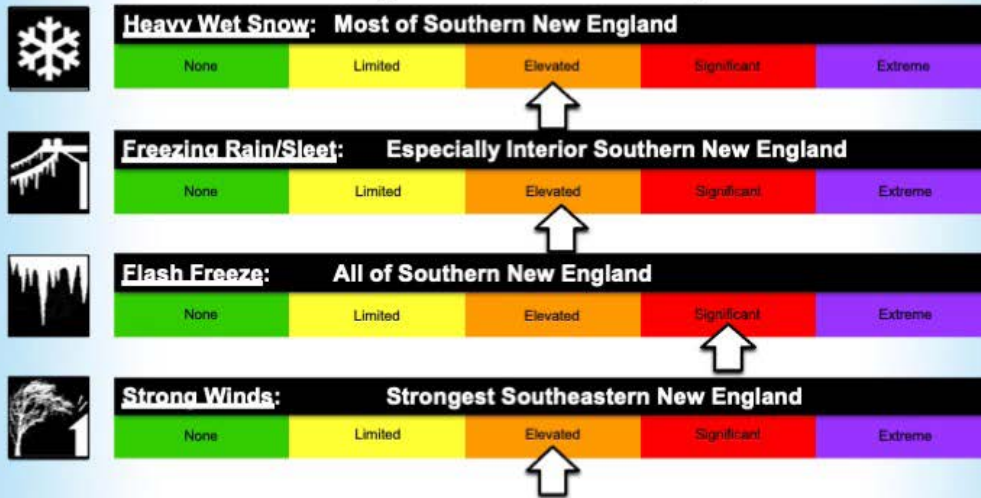 Heavy Wet Snow: Most of Southern New England
None Limited Elevated Significant Extreme
Freezing Rain/Sleet: Especially Interior Southern New England
None Limited Elevated Significant Extreme
Flash Freeze: All of Southern New England
None Limited Elevated Significant Extreme
Strong Winds: Strongest Southeastern New England
None Limited Elevated Significant Extreme